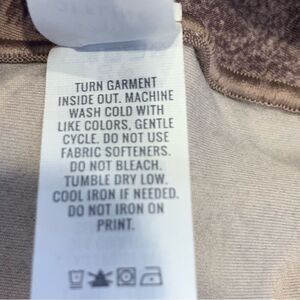 TURN GARMENT
INSIDE OUT. MACHINE
WASH COLD WITH
LIKE COLORS, GENTLE
CYCLE. DO NOT USE
FABRIC SOFTENERS.
DO NOT BLEACH.
TUMBLE DRY LOW.
COOL IRON IF NEEDED.
DO NOT IRON ON
PRINT.